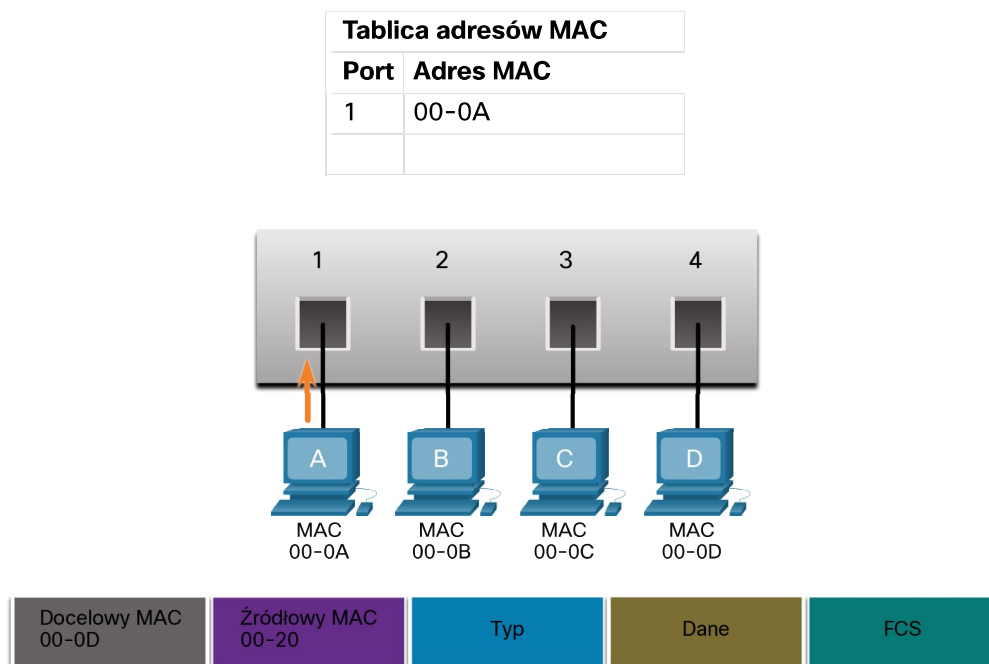 Tablica adresów MAC
Port Adres MAC
1 00-0A
1 2 3 4
A B C D
MAC 00-0A
MAC 00-0B
MAC 00-0C
MAC 00-0D
Docelowy MAC
00-0D
Źródłowy MAC
00-20
Typ
Dane
FCS